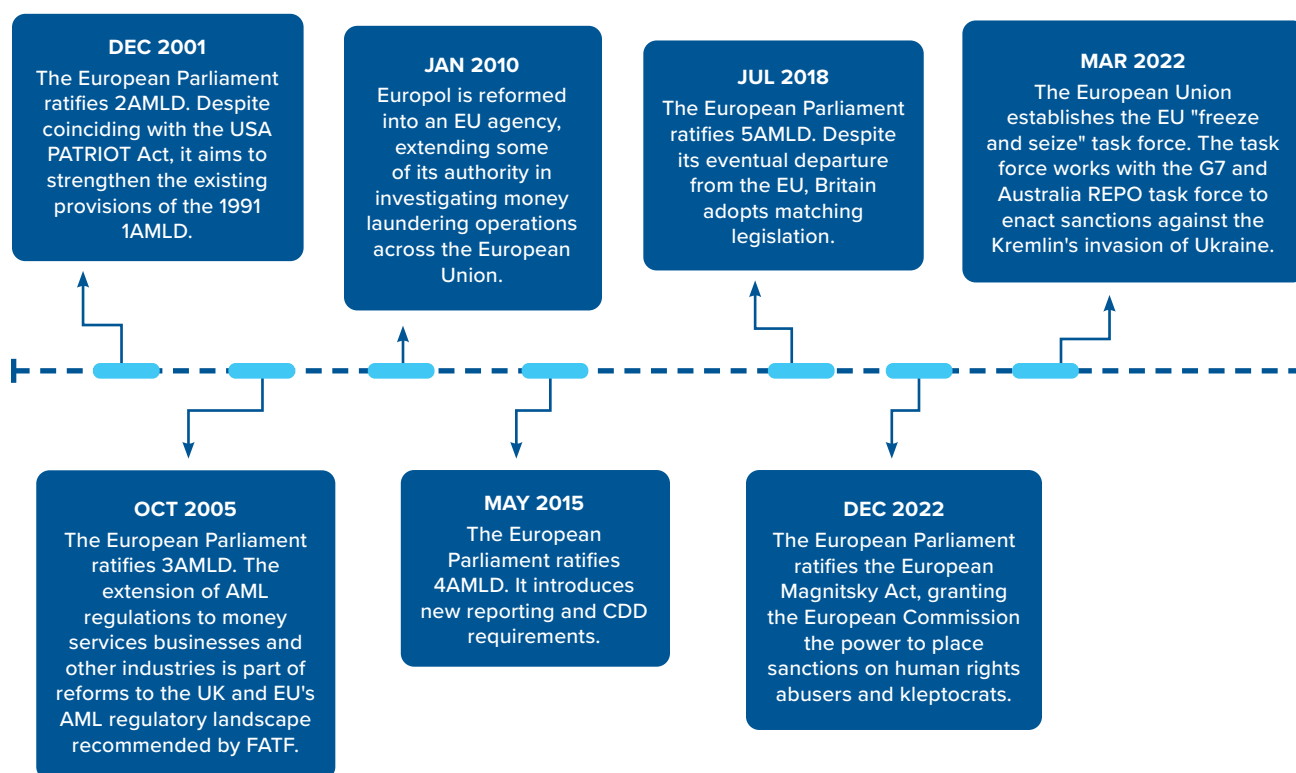 DEC 2001
The European Parliament
ratifies 2AMLD. Despite
coinciding with the USA
PATRIOT Act, it aims to
strengthen the existing
provisions of the 1991
1AMLD.
OCT 2005
The European Parliament
ratifies 3AMLD. The
extension of AML
regulations to money
services businesses and
other industries is part of
reforms to the UK and EU's
AML regulatory landscape
recommended by FATF.
JAN 2010
Europol is reformed
into an EU agency,
extending some
of its authority in
investigating money
laundering operations
across the European
Union.
MAY 2015
The European
Parliament ratifies
4AMLD. It introduces
new reporting and CDD
requirements.
JUL 2018
The European Parliament
ratifies 5AMLD. Despite
its eventual departure
from the EU, Britain
adopts matching
legislation.
DEC 2022
The European Parliament
ratifies the European
Magnitsky Act, granting
the European Commission
the power to place
sanctions on human rights
abusers and kleptocrats.
MAR 2022
The European Union
establishes the EU "freeze
and seize" task force. The task
force works with the G7 and
Australia REPO task force to
enact sanctions against the
Kremlin's invasion of Ukraine.